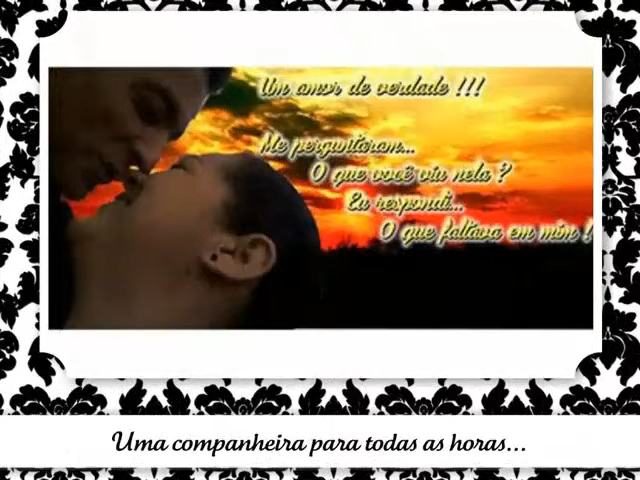 Um amor de verdade !!!
Me perguntaram...
O que você viu nela ?
Eu respondi...
O que faltava em mim !
Uma companheira para todas as horas...